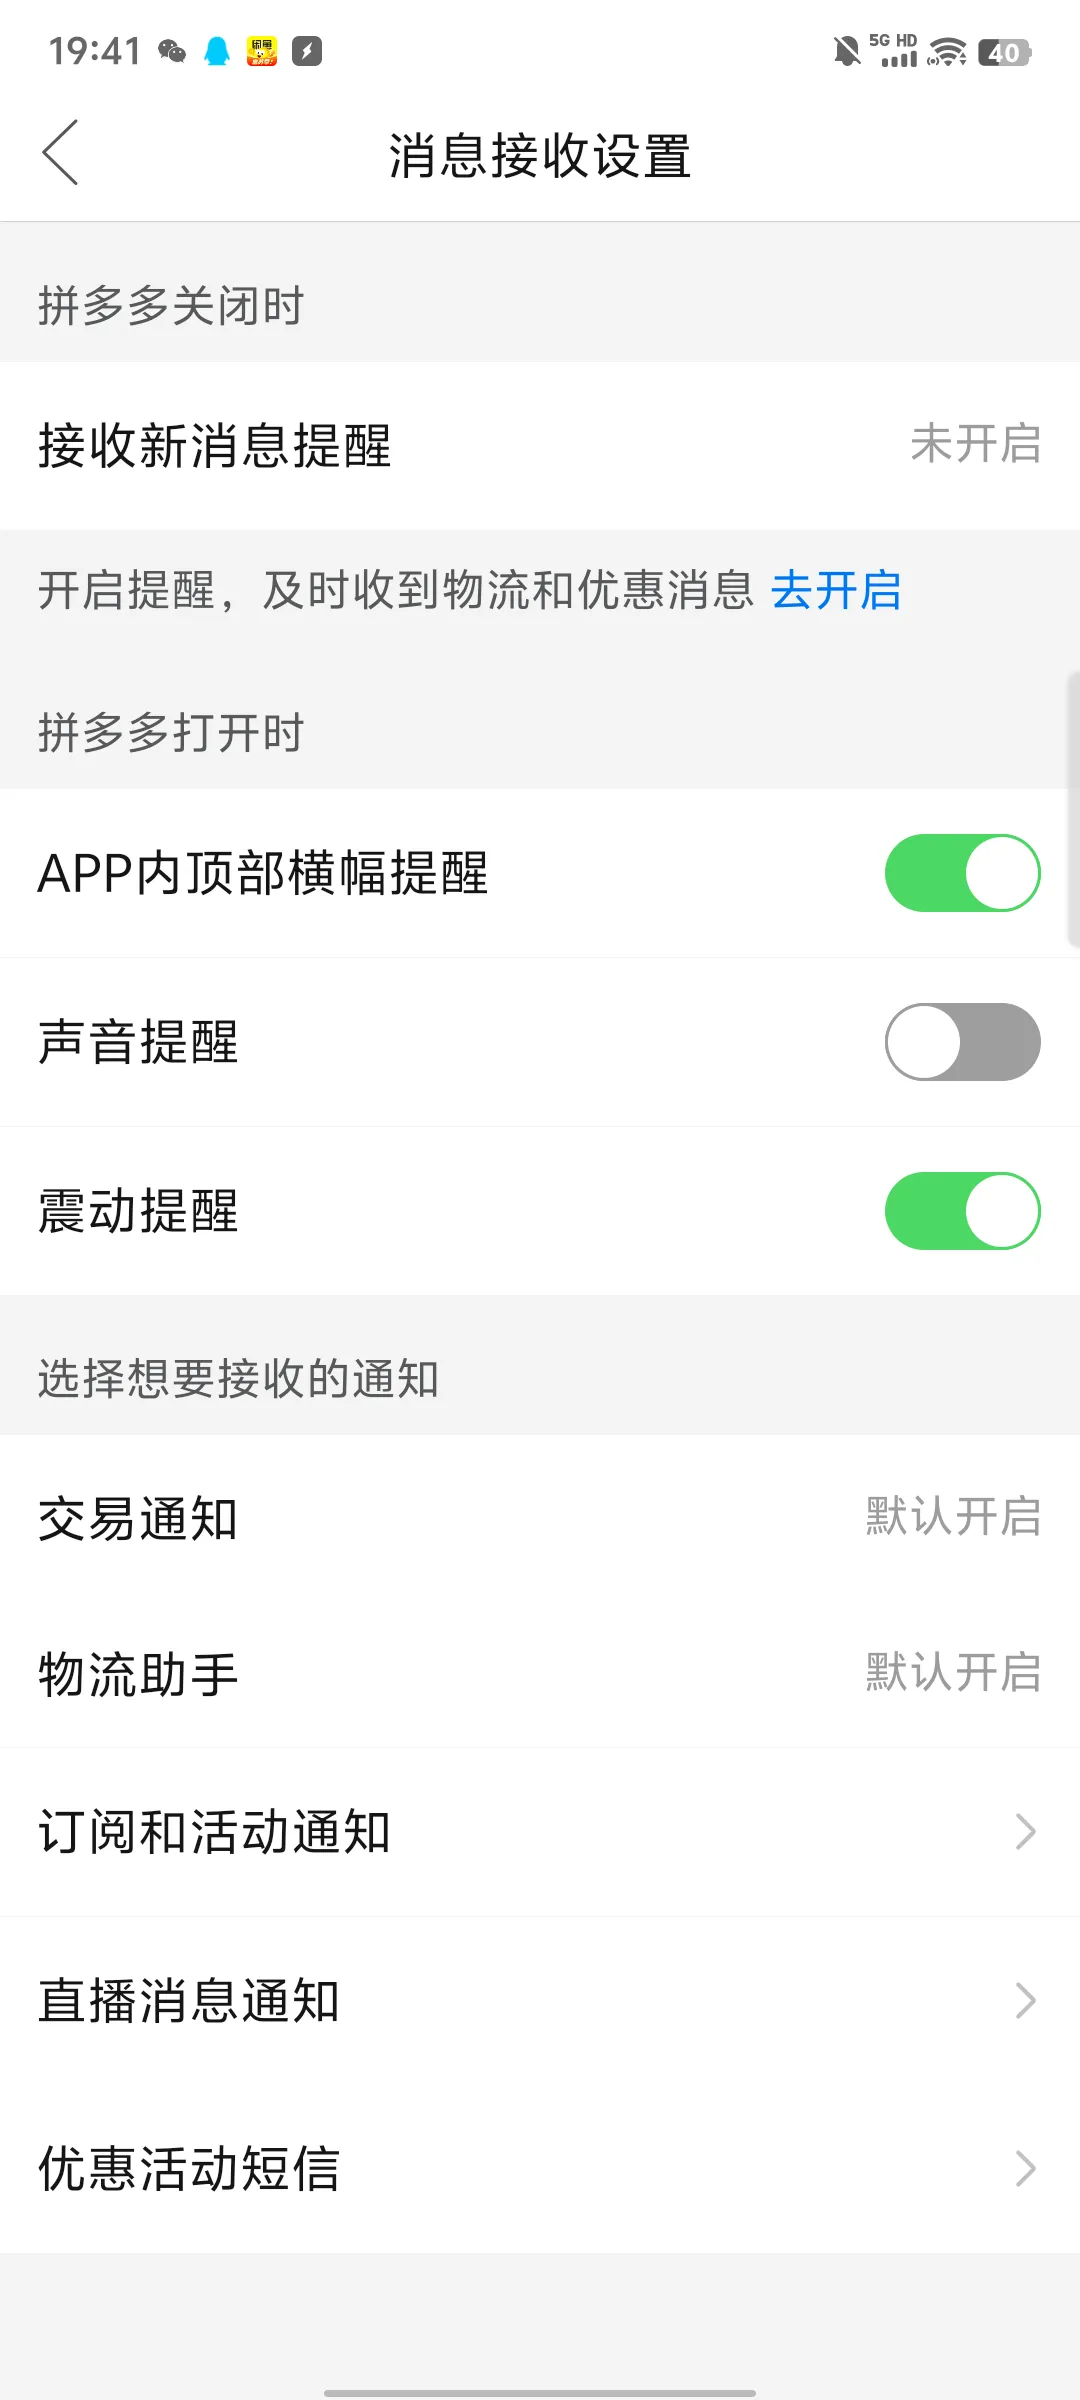 19:41
5G HD
40
消息接收设置
拼多多关闭时
接收新消息提醒 未开启
开启提醒，及时收到物流和优惠消息 去开启
拼多多打开时
APP内顶部横幅提醒
声音提醒
震动提醒
选择想要接收的通知
交易通知 默认开启
物流助手 默认开启
订阅和活动通知
直播消息通知
优惠活动短信